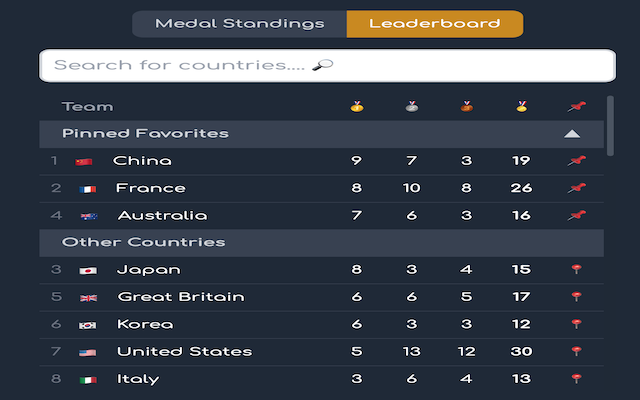 Medal Standings Leaderboard
Search for countries....
Team
Pinned Favorites
1 China 9 7 3 19
2 France 8 10 8 26
4 Australia 7 6 3 16
Other Countries
3 Japan 8 3 4 15
5 Great Britain 6 6 5 17
6 Korea 6 3 3 12
7 United States 5 13 12 30
8 Italy 3 6 4 13